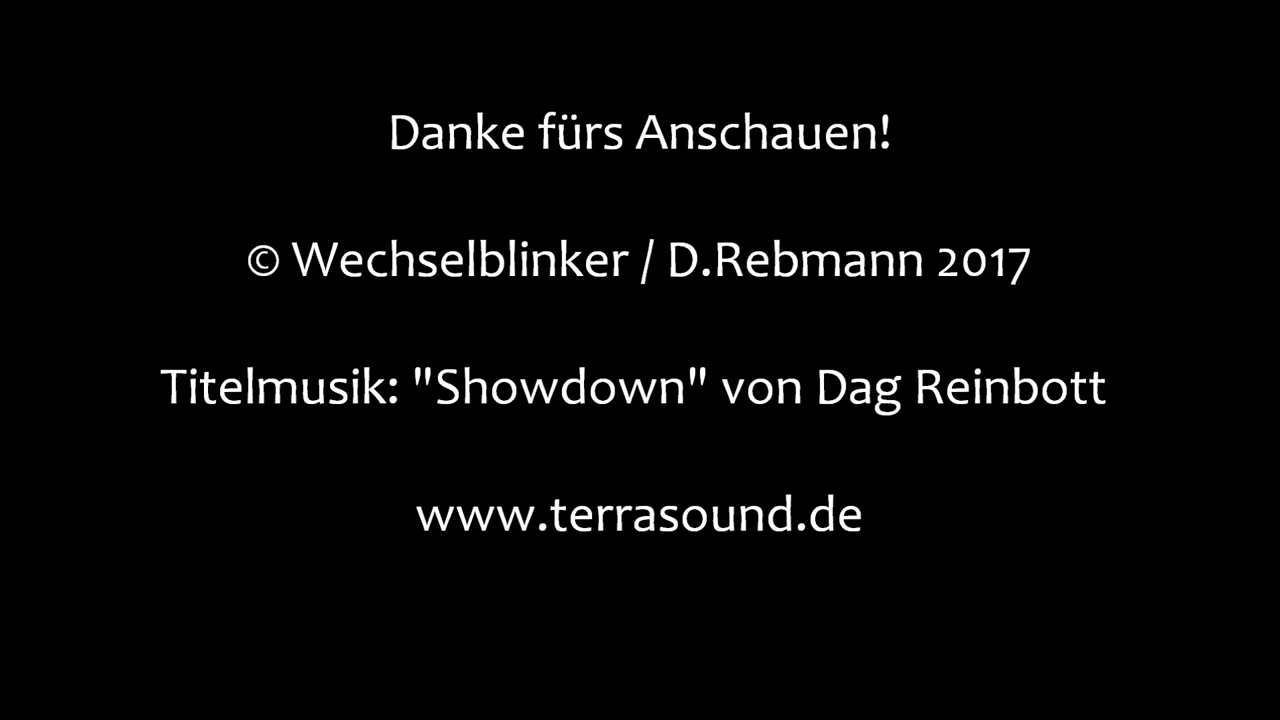 Danke fürs Anschauen!
© Wechselblinker / D.Rebmann 2017
Titelmusik: "Showdown" von Dag Reinbott
www.terrasound.de